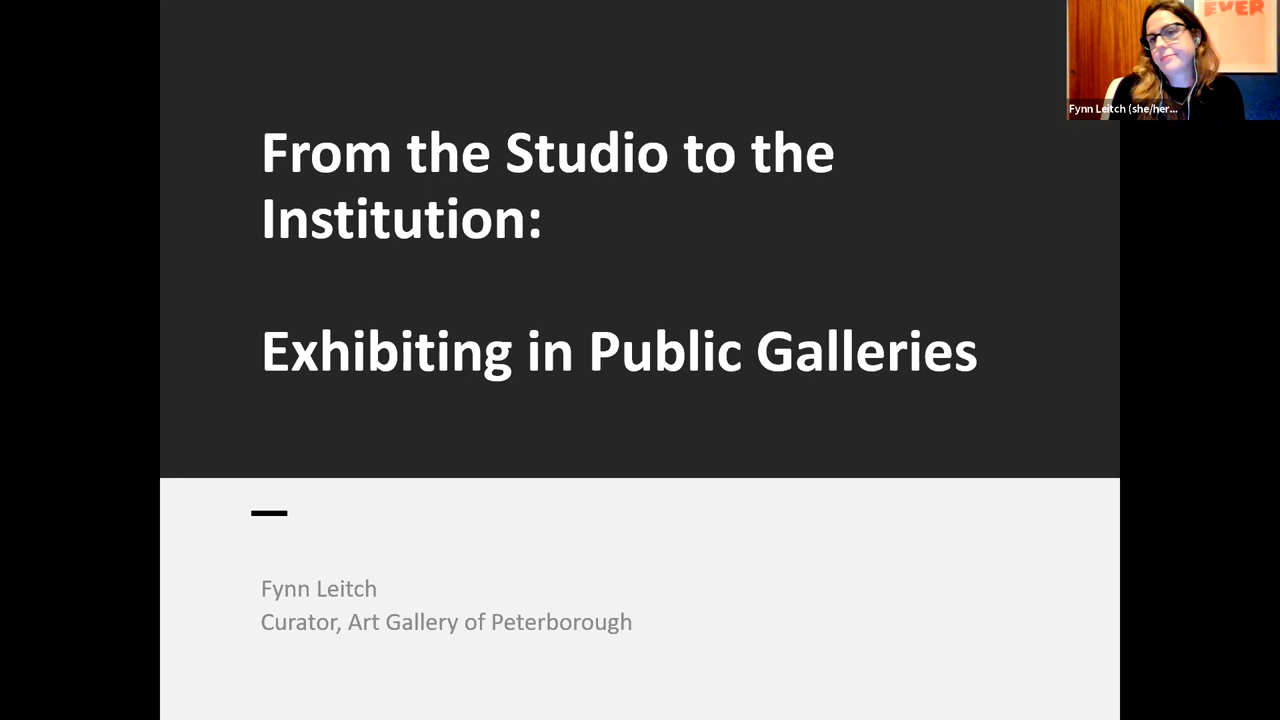 EVER
Fynn Leitch (she/her...
From the Studio to the
Institution:
Exhibiting in Public Galleries
Fynn Leitch
Curator, Art Gallery of Peterborough